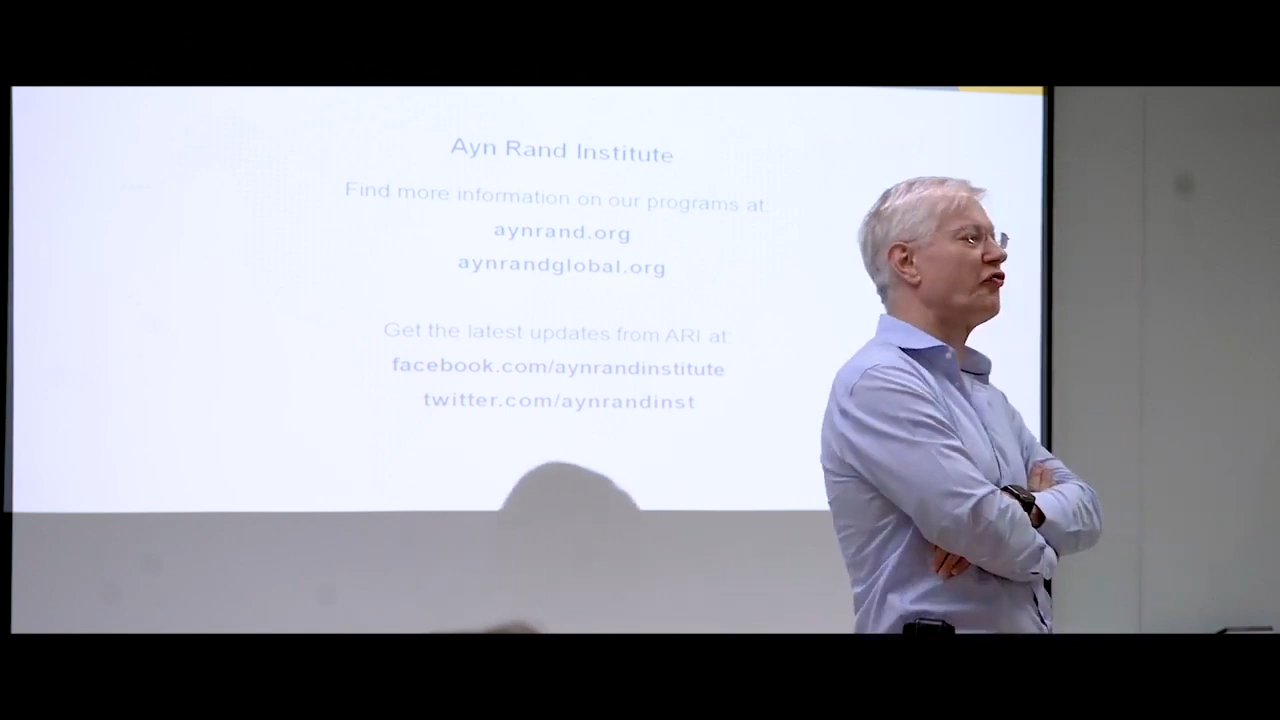 Ayn Rand Institute
Find more information on our programs at:
aynrand.org
aynrandglobal.org
Get the latest updates from ARI at:
facebook.com/aynrandinstitute
twitter.com/aynrandinst